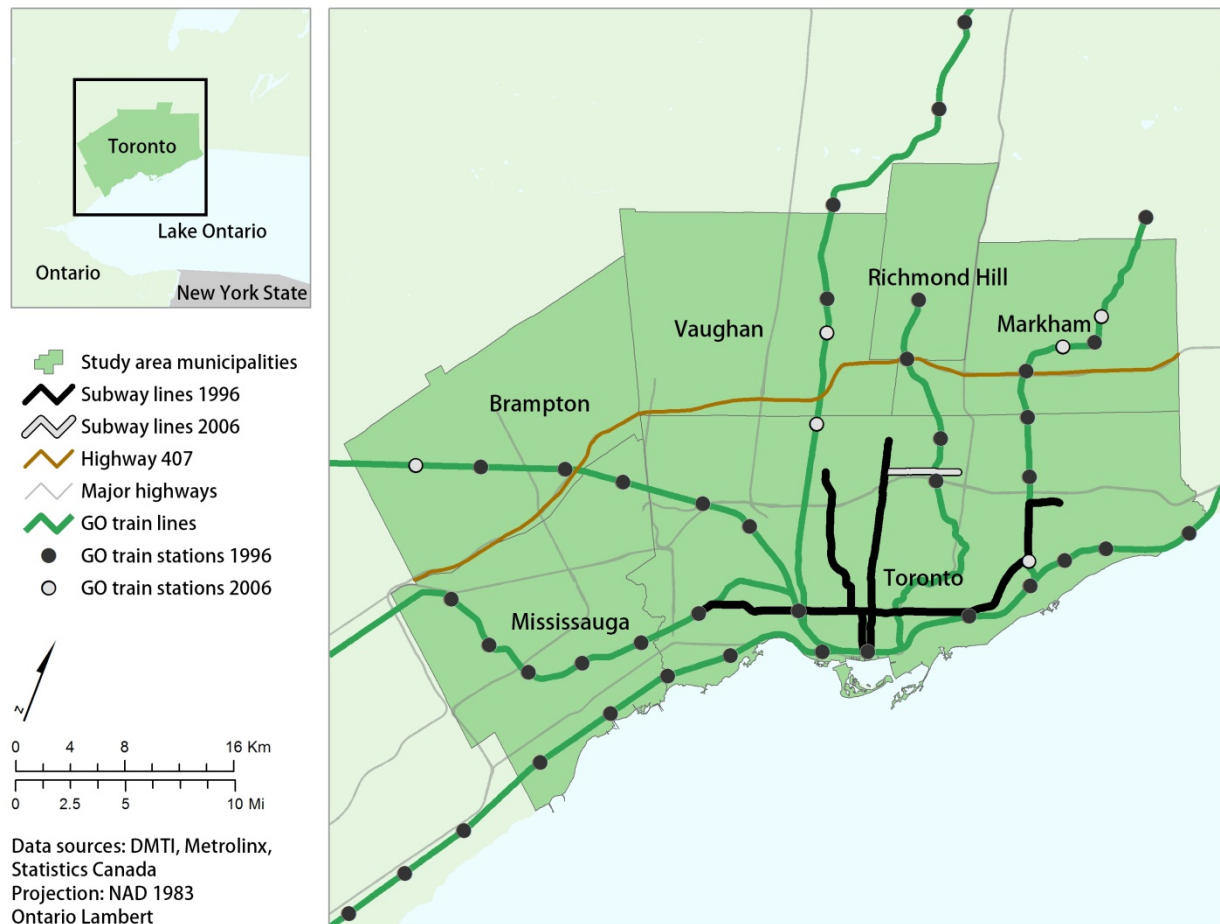 Toronto
Lake Ontario
Ontario
New York State
Study area municipalities
Subway lines 1996
Subway lines 2006
Highway 407
Major highways
GO train lines
GO train stations 1996
GO train stations 2006
N
0 4 8 16 Km
0 2.5 5 10 Mi
Data sources: DMTI, Metrolinx,
Statistics Canada
Projection: NAD 1983
Ontario Lambert
Richmond Hill
Vaughan
Markham
Brampton
Toronto
Mississauga